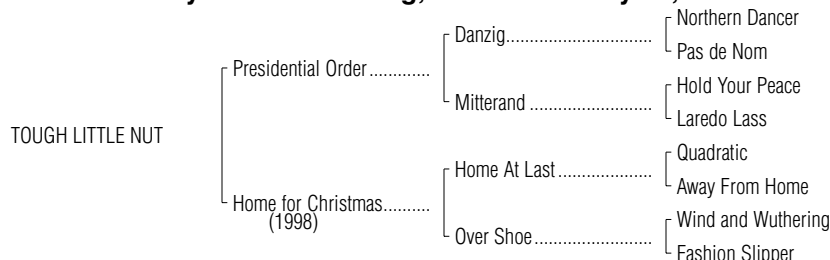 Northern Dancer
Danzig
Pas de Nom
Presidential Order
Hold Your Peace
Mitterand
Laredo Lass
TOUGH LITTLE NUT
Quadratic
Home At Last
Away From Home
Home for Christmas
(1998)
Wind and Wuthering
Over Shoe
Fashion Slipper